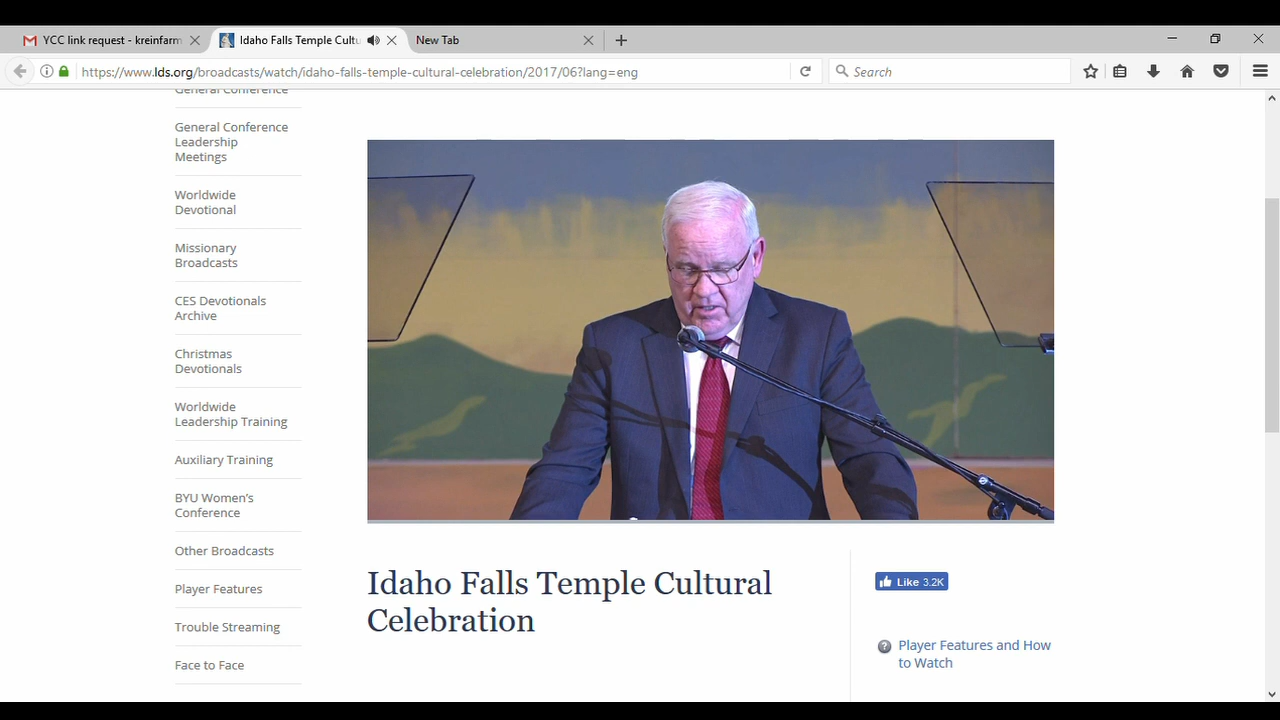 YCC link request - kreinfarm
Idaho Falls Temple Cultu
New Tab
https://www.lds.org/broadcasts/watch/idaho-falls-temple-cultural-celebration/2017/06?lang=eng
Search
General Conference
General Conference
Leadership
Meetings
Worldwide
Devotional
Missionary
Broadcasts
CES Devotionals
Archive
Christmas
Devotionals
Worldwide
Leadership Training
Auxiliary Training
BYU Women's
Conference
Other Broadcasts
Player Features
Trouble Streaming
Face to Face
Idaho Falls Temple Cultural
Celebration
Like 3.2K
Player Features and How
to Watch